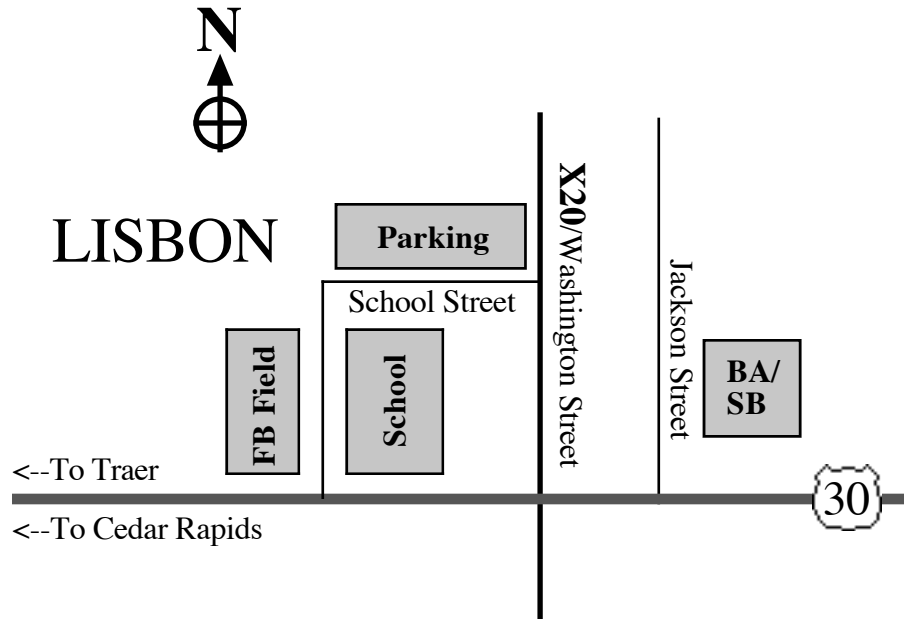 N
LISBON
Parking
School Street
X20/Washington Street
Jackson Street
FB Field
School
BA/
SB
<--To Traer
30
<--To Cedar Rapids